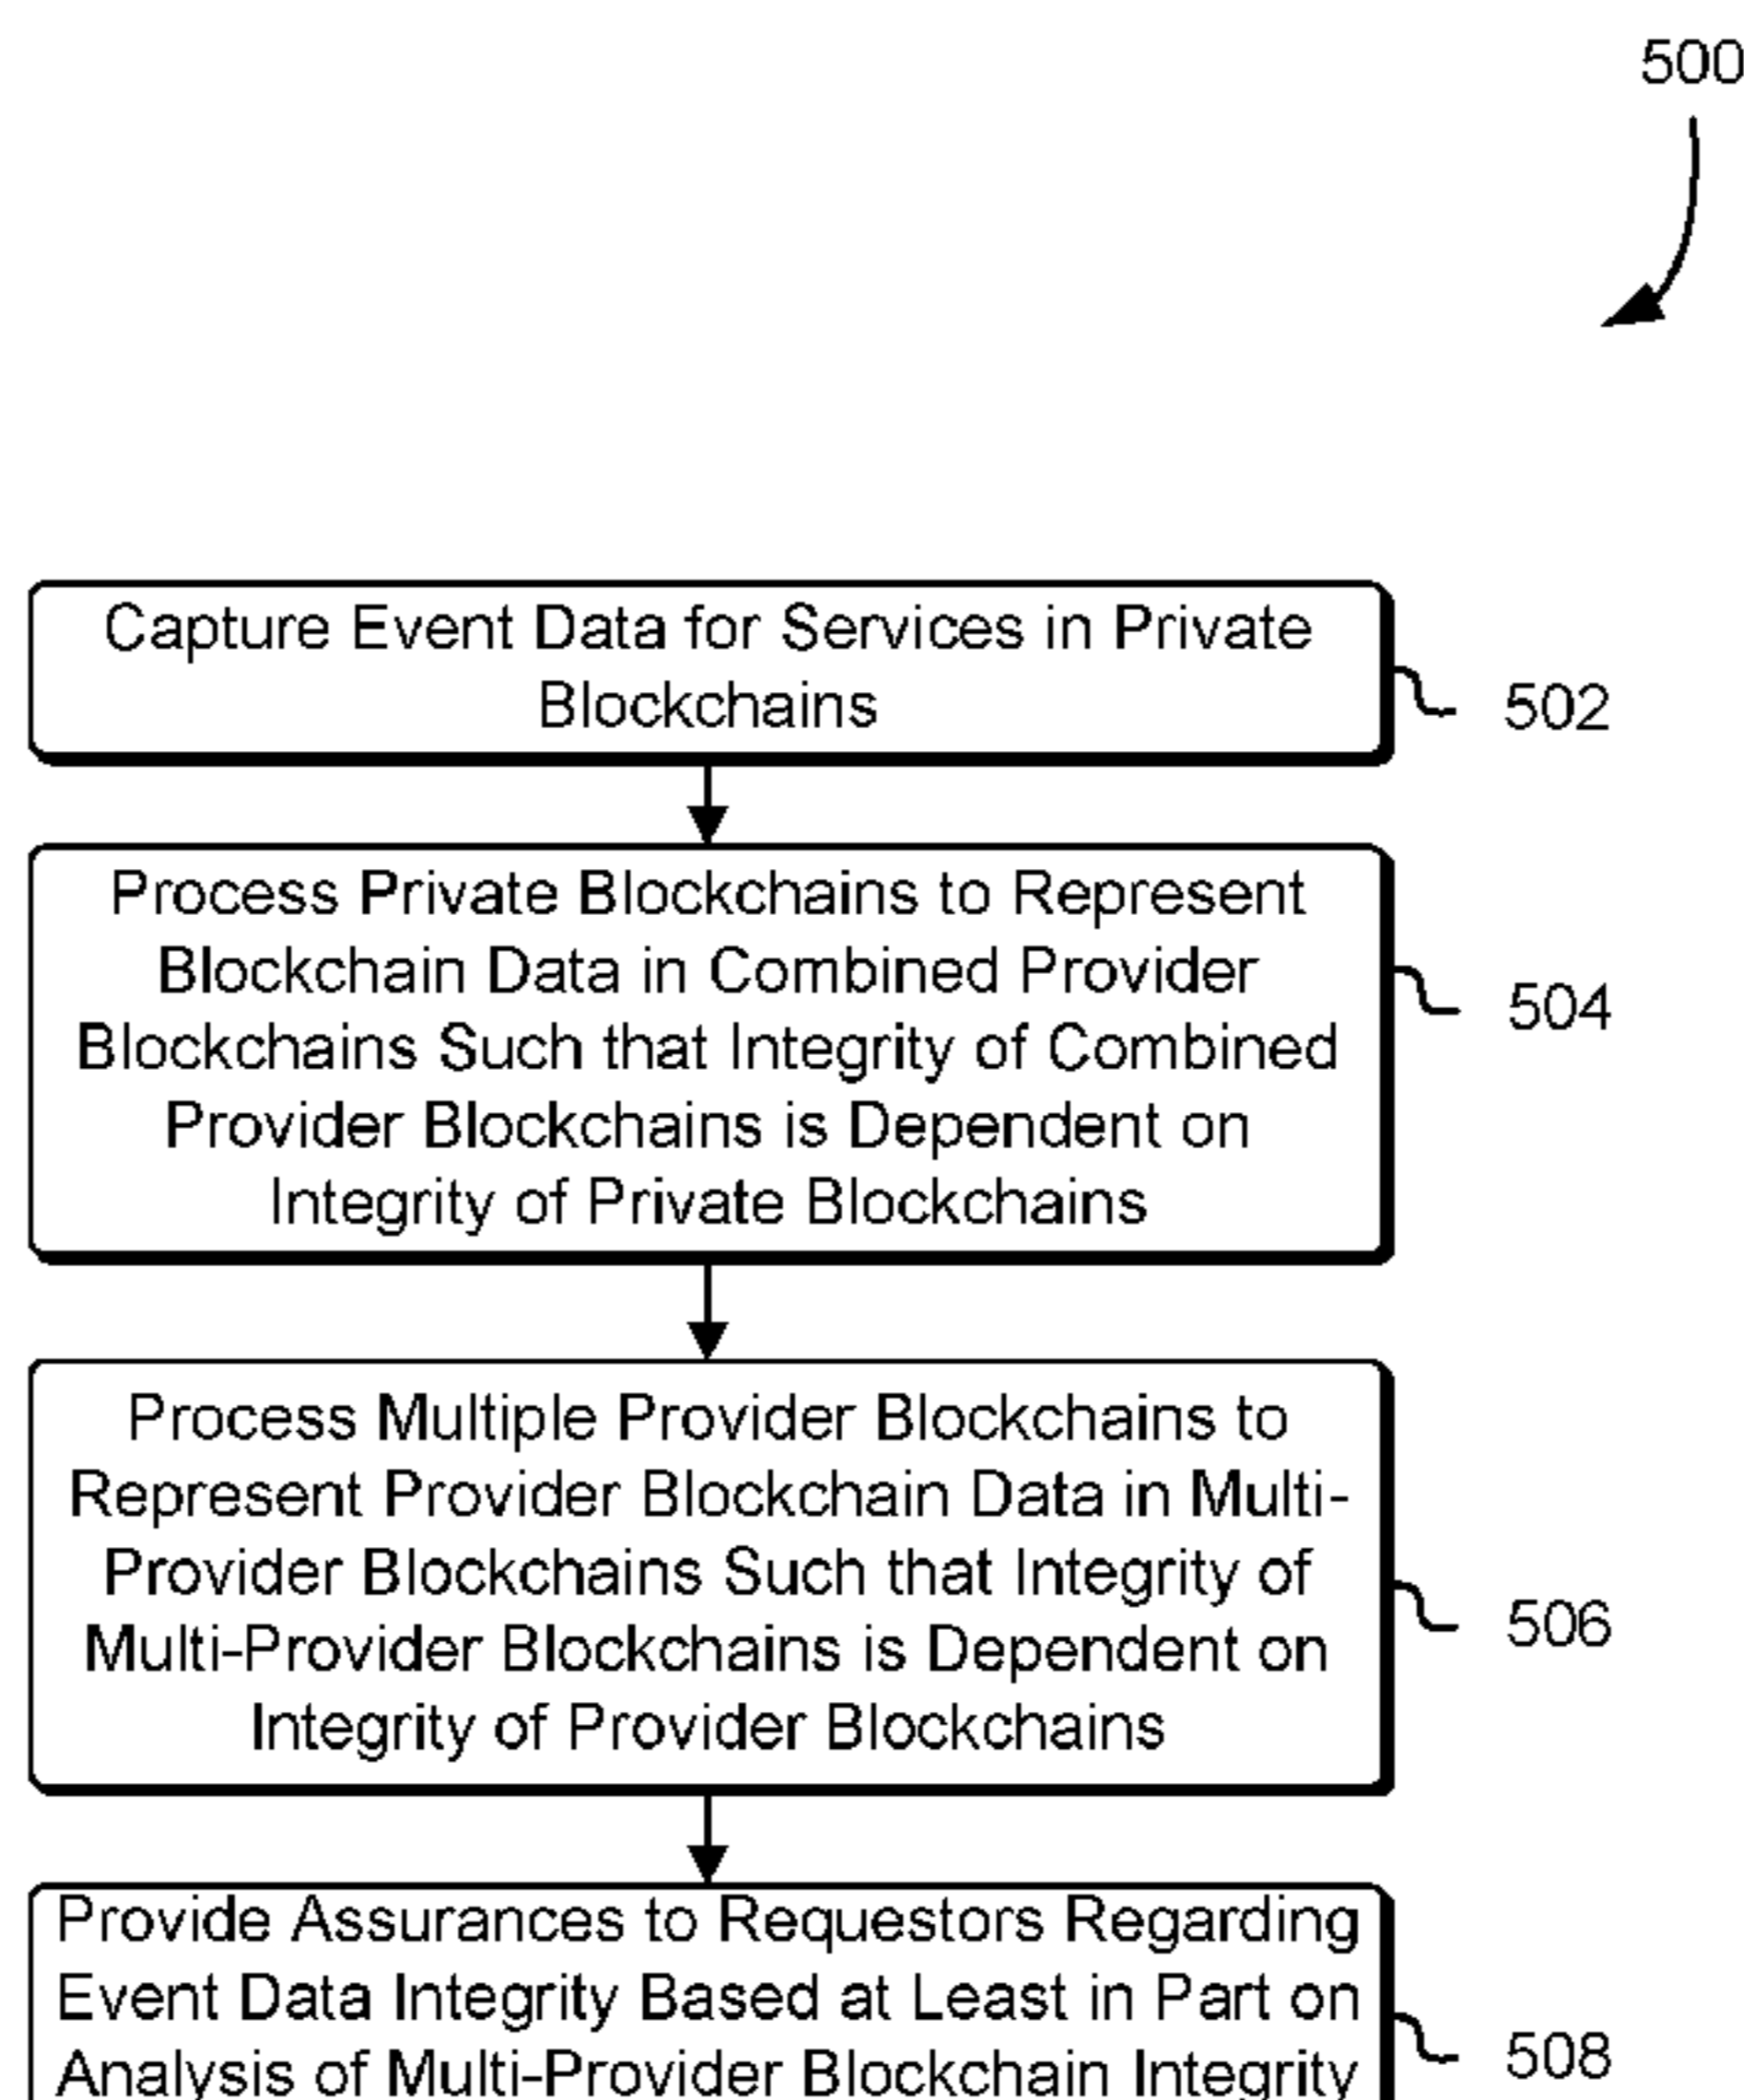 500
Capture Event Data for Services in Private
Blockchains
502
Process Private Blockchains to Represent
Blockchain Data in Combined Provider
Blockchains Such that Integrity of Combined
Provider Blockchains is Dependent on
Integrity of Private Blockchains
504
Process Multiple Provider Blockchains to
Represent Provider Blockchain Data in Multi-
Provider Blockchains Such that Integrity of
Multi-Provider Blockchains is Dependent on
Integrity of Provider Blockchains
506
Provide Assurances to Requestors Regarding
Event Data Integrity Based at Least in Part on
Analysis of Multi-Provider Blockchain Integrity
508